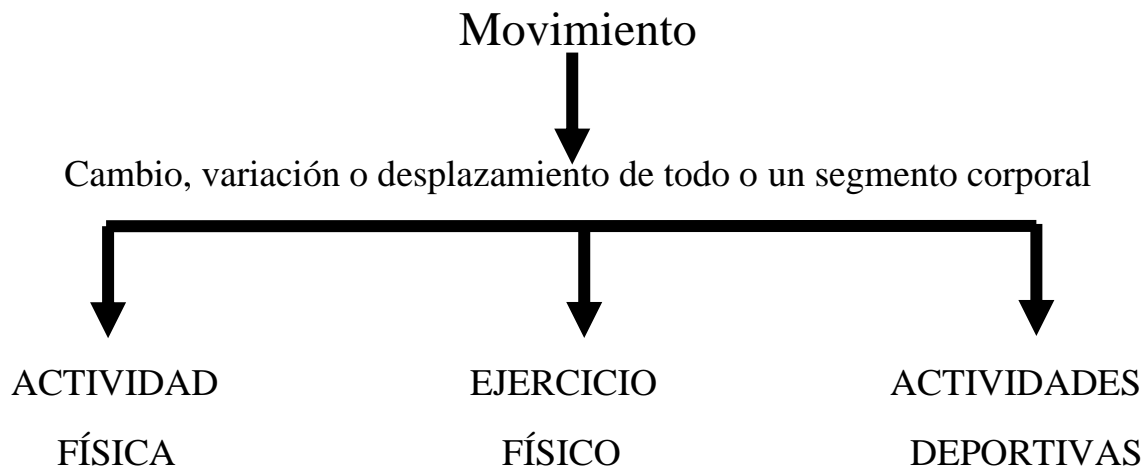 Movimiento
Cambio, variación o desplazamiento de todo o un segmento corporal
ACTIVIDAD
FÍSICA
EJERCICIO
FÍSICO
ACTIVIDADES
DEPORTIVAS